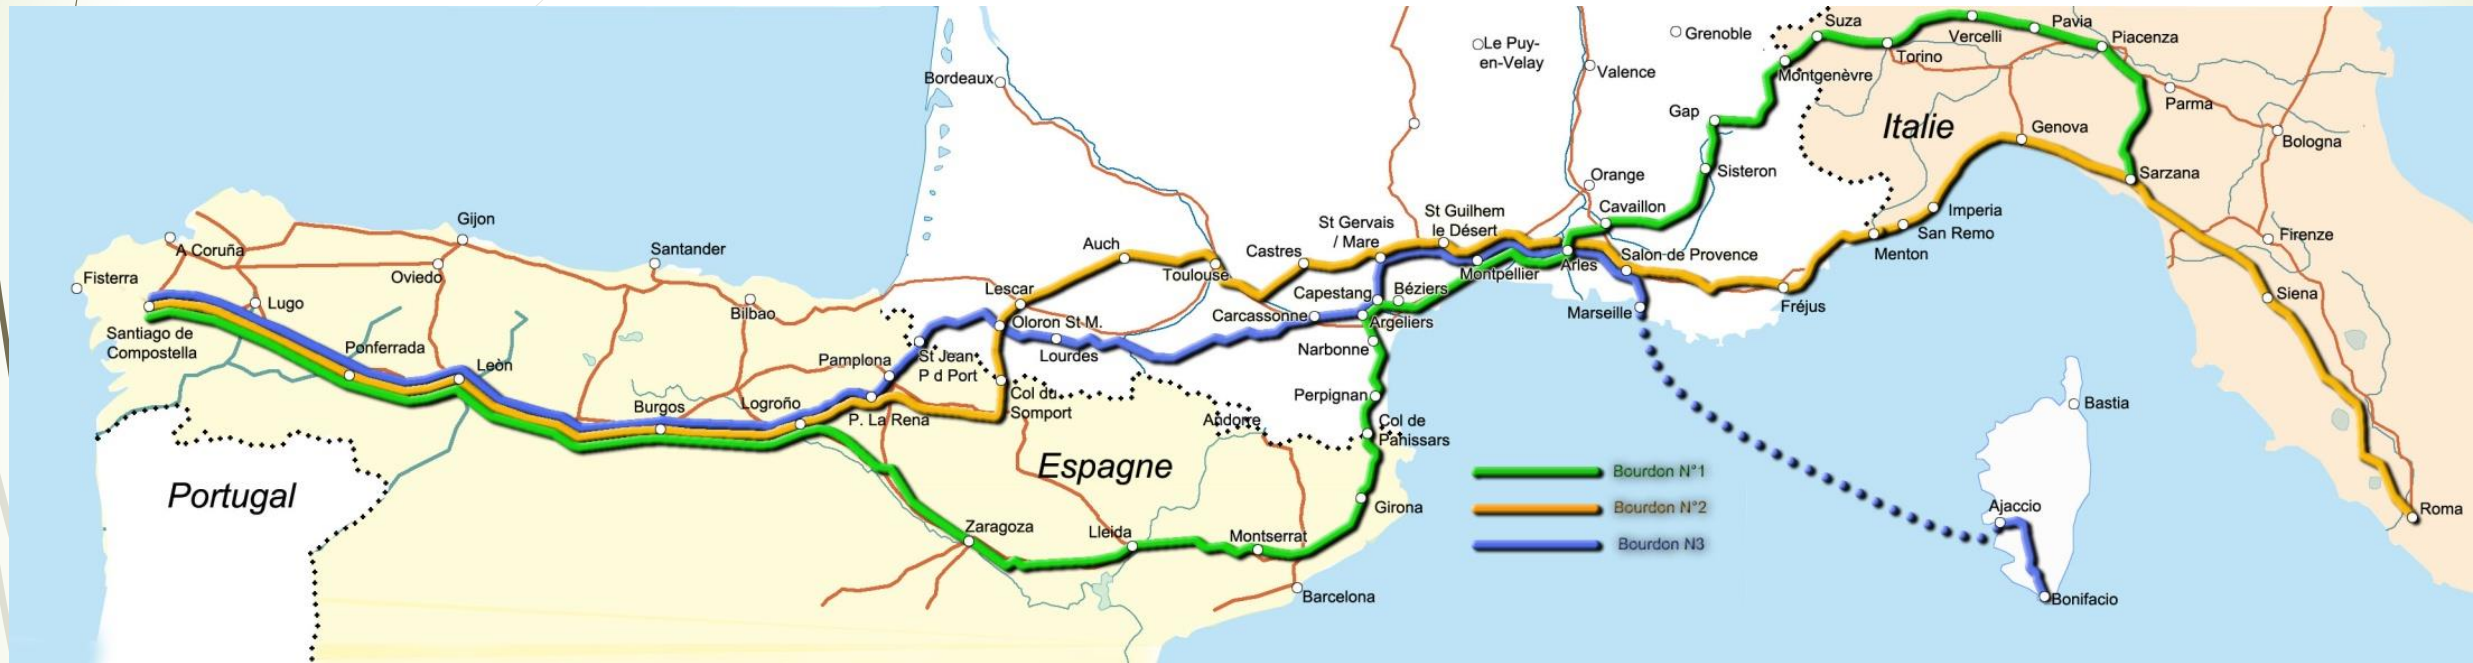 Suza
Pavia
Vercelli
Piacenza
Torino
Grenoble
Le Puy-
en-Velay
Valence
Montgenèvre
Bordeaux
Parma
Gap
Italie
Genova
Bologna
Sisteron
Sarzana
Orange
Cavaillon
Imperia
San Remo
Menton
Firenze
St Guilhem
le Désert
St Gervais
/ Mare
Castres
Auch
Toulouse
Montpellier
Arles
Salon de Provence
Gijon
A Coruña
Santander
Oviedo
Fisterra
Lugo
Bilbao
Lescar
Oloron St M.
Capestang
Béziers
Carcassonne
Argeliers
Marseille
Fréjus
Siena
Santiago de
Compostella
Ponferrada
Leòn
Pamplona
St Jean
P d Port
Lourdes
Narbonne
Col du
Somport
Perpignan
Burgos
Logroño
P. La Rena
Andorre
Col de
Panissars
Bastia
Espagne
Portugal
Bourdon N°1
Bourdon N°2
Bourdon N3
Girona
Ajaccio
Roma
Zaragoza
Lleida
Montserrat
Barcelona
Bonifacio